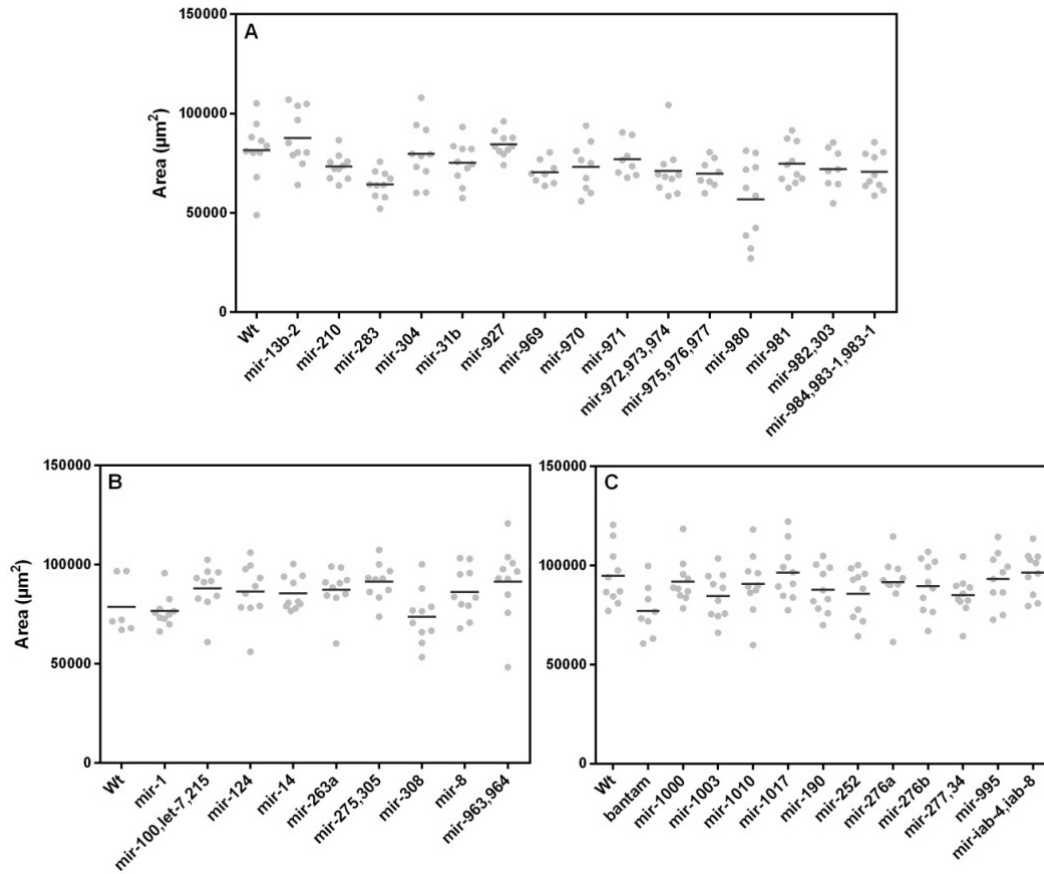 A
Area (µm²)
150000
100000
50000
0
Wt
mir-13b-2
mir-210
mir-283
mir-304
mir-31b
mir-927
mir-969
mir-970
mir-971
mir-972,973,974
mir-975,976,977
mir-980
mir-981
mir-982,303
mir-984,983-1,983-1
B
Area (µm²)
150000
100000
50000
0
Wt
mir-1
mir-100,let-7,215
mir-124
mir-14
mir-263a
mir-275,305
mir-308
mir-8
mir-963,964
C
150000
100000
50000
0
Wt
bantam
mir-1000
mir-1003
mir-1010
mir-1017
mir-190
mir-252
mir-276a
mir-276b
mir-277,34
mir-995
mir-iab-4,iab-8